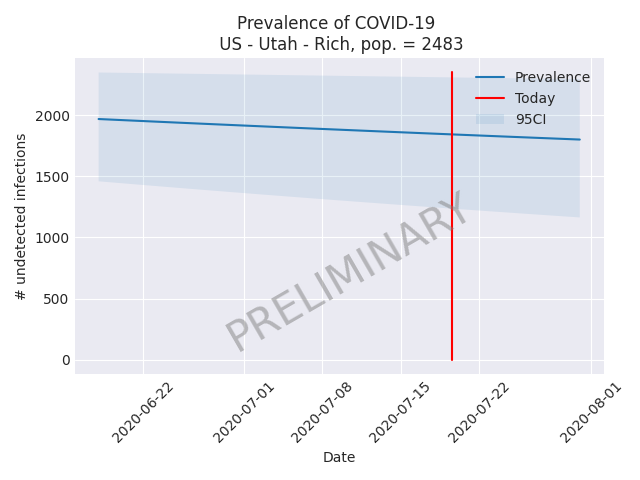 Prevalence of COVID-19
US - Utah - Rich, pop. = 2483
Prevalence
Today
95CI
# undetected infections
2000
1500
1000
500
0
PRELIMINARY
2020-06-22
2020-07-01
2020-07-08
2020-07-15
2020-07-22
2020-08-01
Date